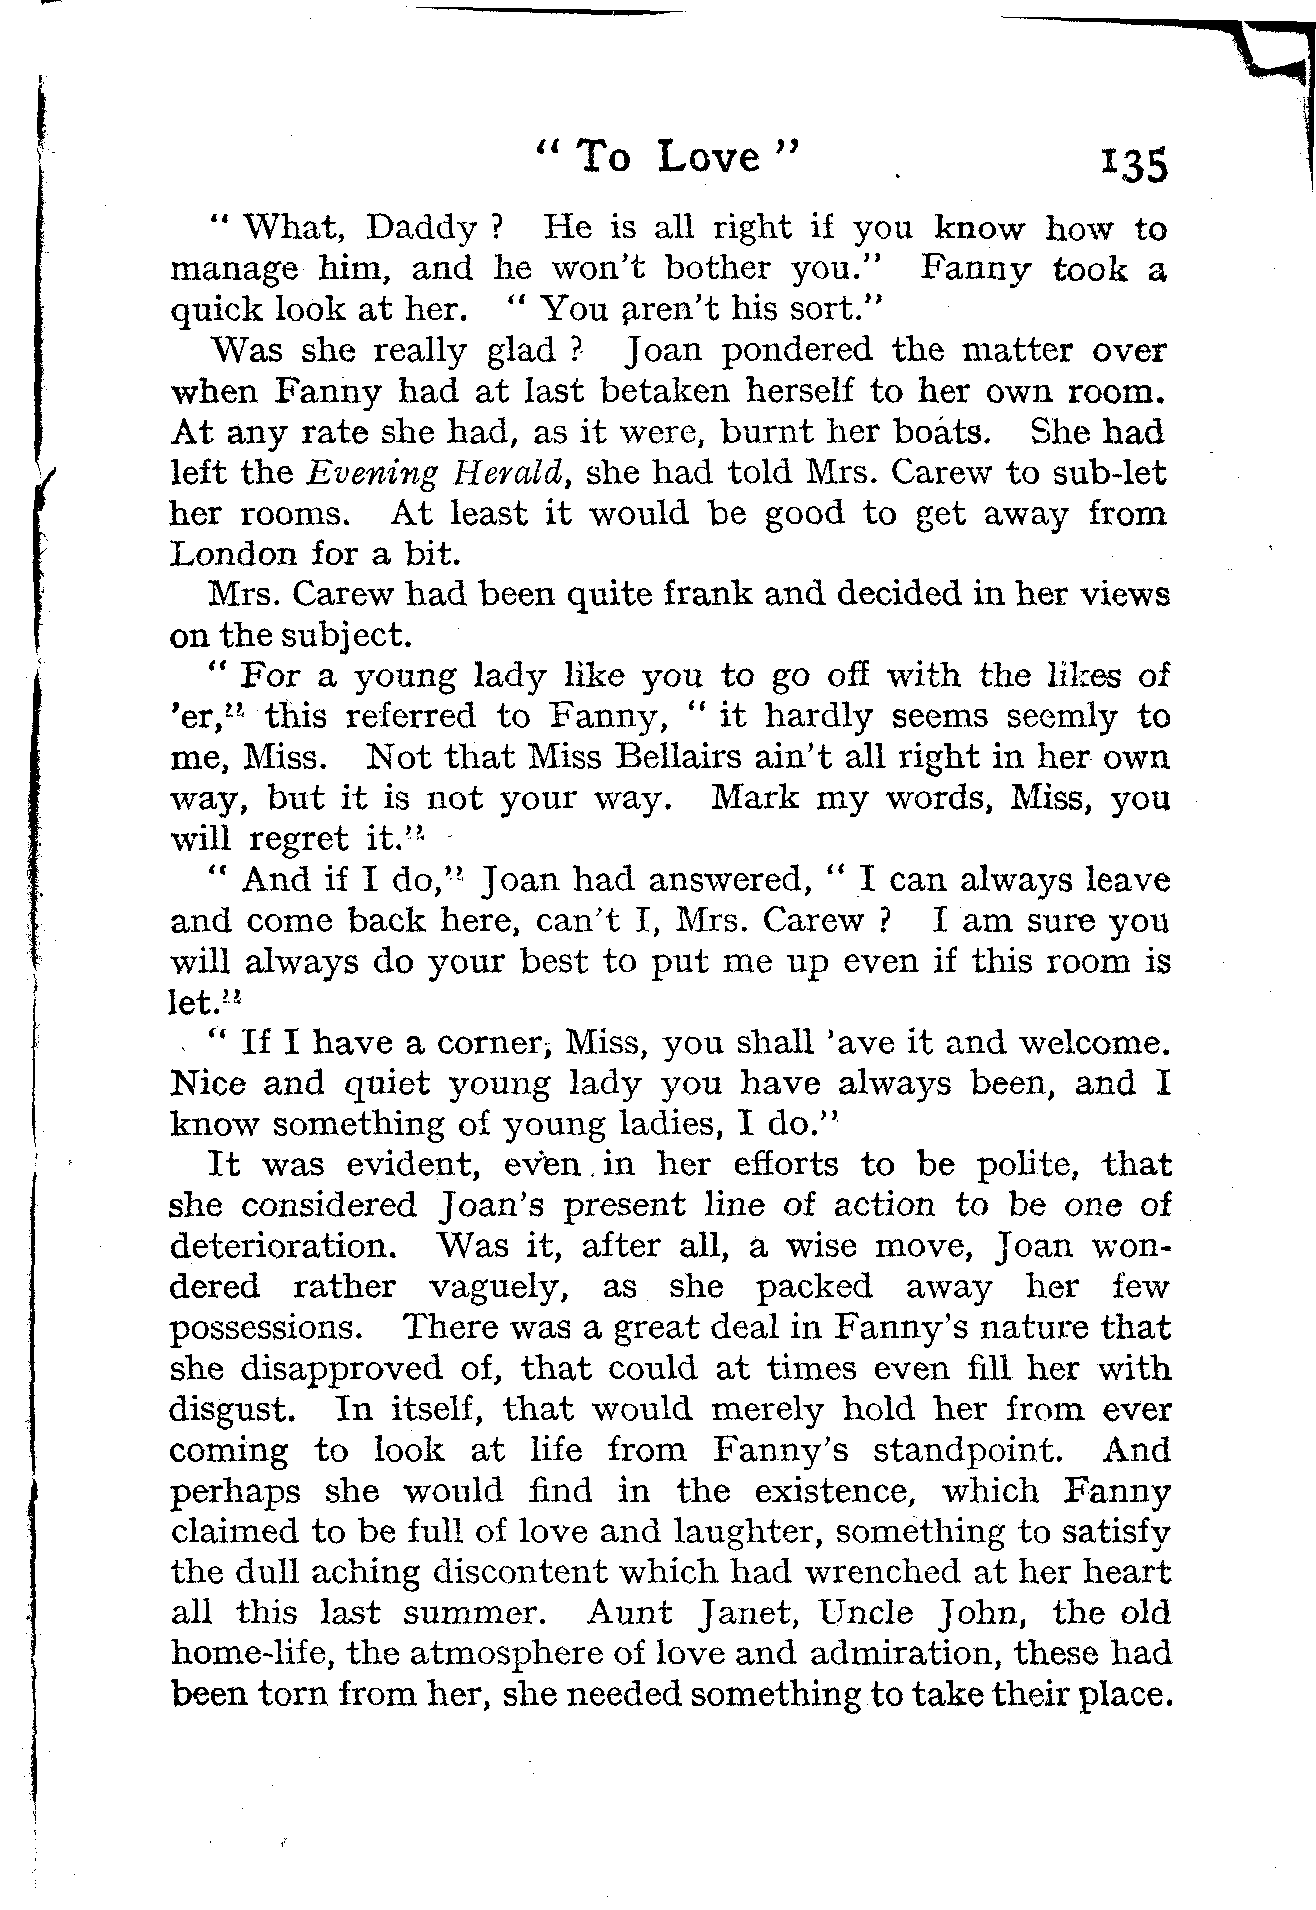 " To Love " 135
" What, Daddy ? He is all right if you know how to
manage him, and he won't bother you." Fanny took a
quick look at her. " You aren't his sort."
Was she really glad ? Joan pondered the matter over
when Fanny had at last betaken herself to her own room.
At any rate she had, as it were, burnt her boats. She had
left the Evening Herald, she had told Mrs. Carew to sub-let
her rooms. At least it would be good to get away from
London for a bit.
Mrs. Carew had been quite frank and decided in her views
on the subject.
" For a young lady like you to go off with the likes of
'er," this referred to Fanny, " it hardly seems seemly to
me, Miss. Not that Miss Bellairs ain't all right in her own
way, but it is not your way. Mark my words, Miss, you
will regret it."
" And if I do," Joan had answered, " I can always leave
and come back here, can't I, Mrs. Carew ? I am sure you
will always do your best to put me up even if this room is
let."
" If I have a corner, Miss, you shall 'ave it and welcome.
Nice and quiet young lady you have always been, and I
know something of young ladies, I do."
It was evident, even in her efforts to be polite, that
she considered Joan's present line of action to be one of
deterioration. Was it, after all, a wise move, Joan won-
dered rather vaguely, as she packed away her few
possessions. There was a great deal in Fanny's nature that
she disapproved of, that could at times even fill her with
disgust. In itself, that would merely hold her from ever
coming to look at life from Fanny's standpoint. And
perhaps she would find in the existence, which Fanny
claimed to be full of love and laughter, something to satisfy
the dull aching discontent which had wrenched at her heart
all this last summer. Aunt Janet, Uncle John, the old
home-life, the atmosphere of love and admiration, these had
been torn from her, she needed something to take their place.